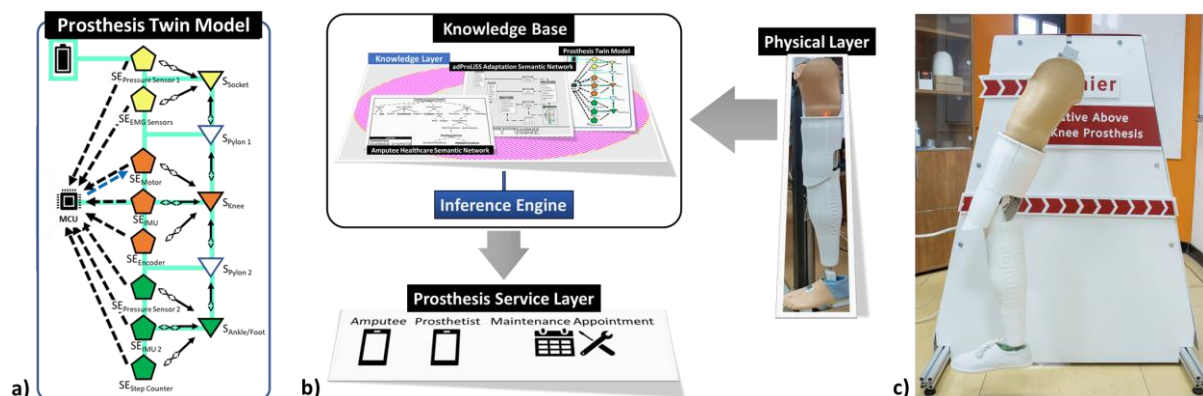 Prosthesis Twin Model
SE Pressure Sensor 1
S Socket
SE EMG Sensors
S Pylon 1
SE Motor
MCU
SE IMU
S Knee
SE Encoder
S Pylon 2
SE Pressure Sensor 2
SE IMU 2
S Ankle/Foot
SE Step Counter
a)
Knowledge Base
Knowledge Layer
Prosthesis Twin Model
adProLiSS Adaptation Semantic Network
Amputee Healthcare Semantic Network
Inference Engine
Physical Layer
Prosthesis Service Layer
Amputee Prosthetist Maintenance Appointment
b)
nier
ctive Above
Knee Prosthesis
c)